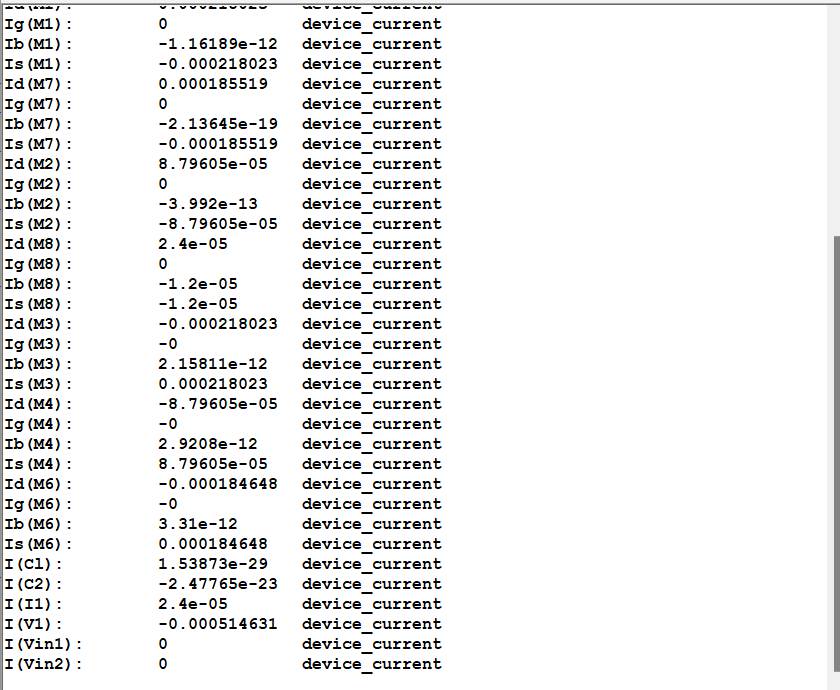 Ig(M1): 0 device_current
Ib(M1): -1.16189e-12 device_current
Is(M1): -0.000218023 device_current
Id(M7): 0.000185519 device_current
Ig(M7): 0 device_current
Ib(M7): -2.13645e-19 device_current
Is(M7): -0.000185519 device_current
Id(M2): 8.79605e-05 device_current
Ig(M2): 0 device_current
Ib(M2): -3.992e-13 device_current
Is(M2): -8.79605e-05 device_current
Id(M8): 2.4e-05 device_current
Ig(M8): 0 device_current
Ib(M8): -1.2e-05 device_current
Is(M8): -1.2e-05 device_current
Id(M3): -0.000218023 device_current
Ig(M3): -0 device_current
Ib(M3): 2.15811e-12 device_current
Is(M3): 0.000218023 device_current
Id(M4): -8.79605e-05 device_current
Ig(M4): -0 device_current
Ib(M4): 2.9208e-12 device_current
Is(M4): 8.79605e-05 device_current
Id(M6): -0.000184648 device_current
Ig(M6): -0 device_current
Ib(M6): 3.31e-12 device_current
Is(M6): 0.000184648 device_current
I(Cl): 1.53873e-29 device_current
I(C2): -2.47765e-23 device_current
I(I1): 2.4e-05 device_current
I(V1): -0.000514631 device_current
I(Vin1): 0 device_current
I(Vin2): 0 device_current